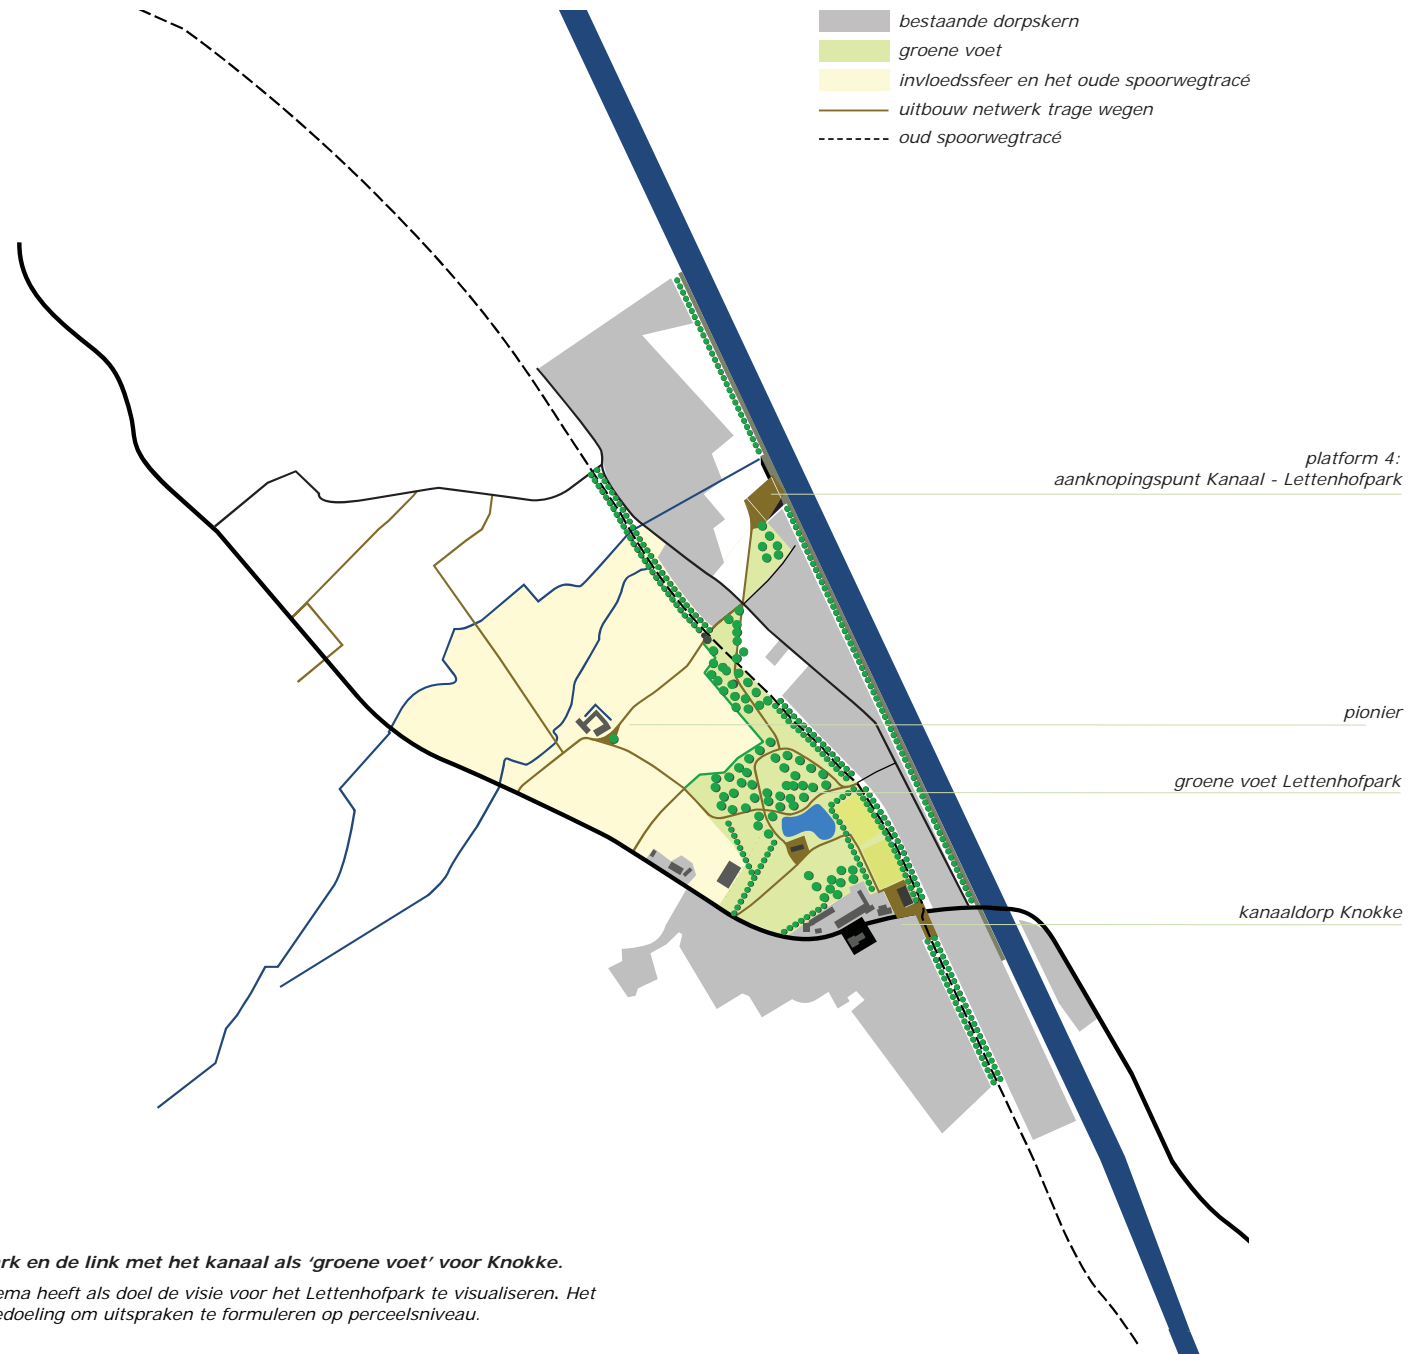 bestaande dorpskern
groene voet
invloedssfeer en het oude spoorwegtracé
uitbouw netwerk trage wegen
oud spoorwegtracé
platform 4:
aanknopingspunt Kanaal - Lettenhofpark
pionier
groene voet Lettenhofpark
kanaaldorp Knokke
rk en de link met het kanaal als ‘groene voet’ voor Knokke.
ema heeft als doel de visie voor het Lettenhofpark te visualiseren. Het
edoeling om uitspraken te formuleren op perceelsniveau.